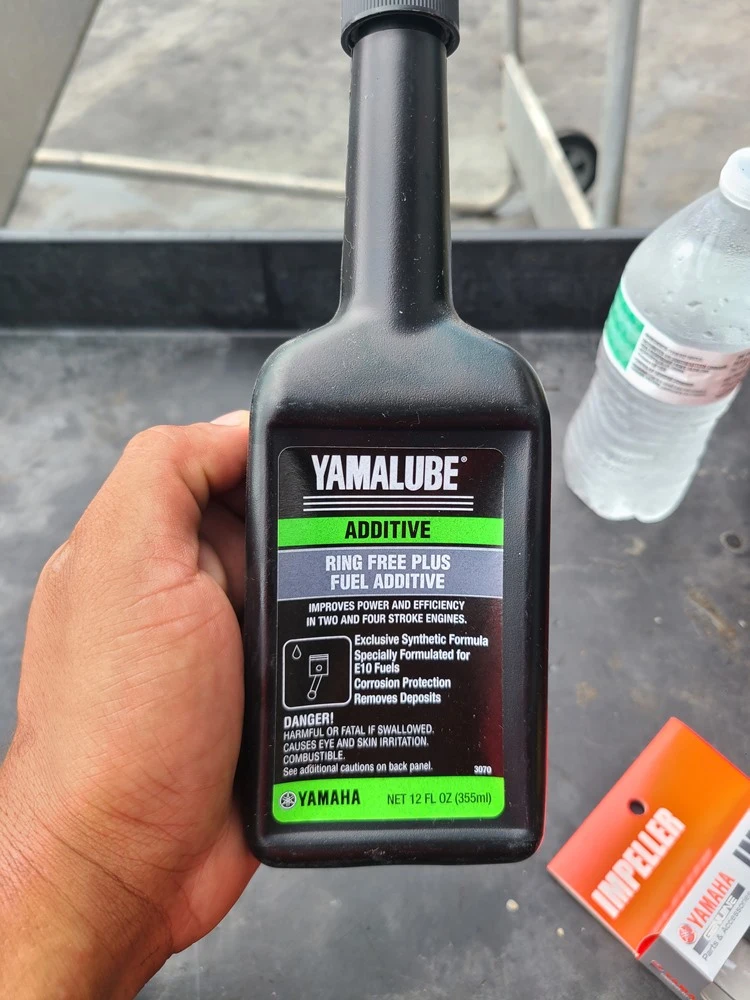 YAMALUBE®
ADDITIVE
RING FREE PLUS
FUEL ADDITIVE
IMPROVES POWER AND EFFICIENCY
IN TWO AND FOUR STROKE ENGINES.
Exclusive Synthetic Formula
Specially Formulated for
E10 Fuels
Corrosion Protection
Removes Deposits
DANGER!
HARMFUL OR FATAL IF SWALLOWED.
CAUSES EYE AND SKIN IRRITATION.
COMBUSTIBLE.
See additional cautions on back panel.
3070
YAMAHA NET 12 FL OZ (355ml)
IMPELLER
YAMAHA
Parts & Accessories